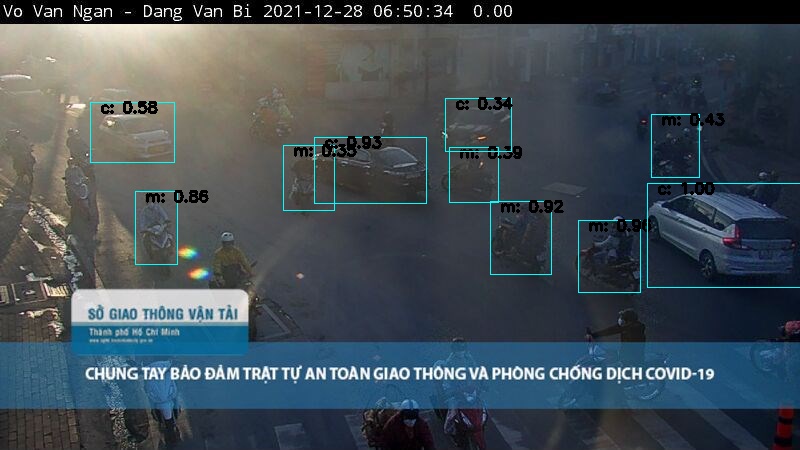 Vo Van Ngan - Dang Van Bi 2021-12-28 06:50:34 0.00
c: 0.58
c: 0.34
m: 0.43
c: 0.93
m: 0.35
m: 0.39
m: 0.86
c: 1.00
m: 0.92
SỞ GIAO THÔNG VẬN TẢI
Thành phố Hồ Chí Minh
CHUNG TAY BẢO ĐẢM TRẬT TỰ AN TOÀN GIAO THÔNG VÀ PHÒNG CHỐNG DỊCH COVID-19